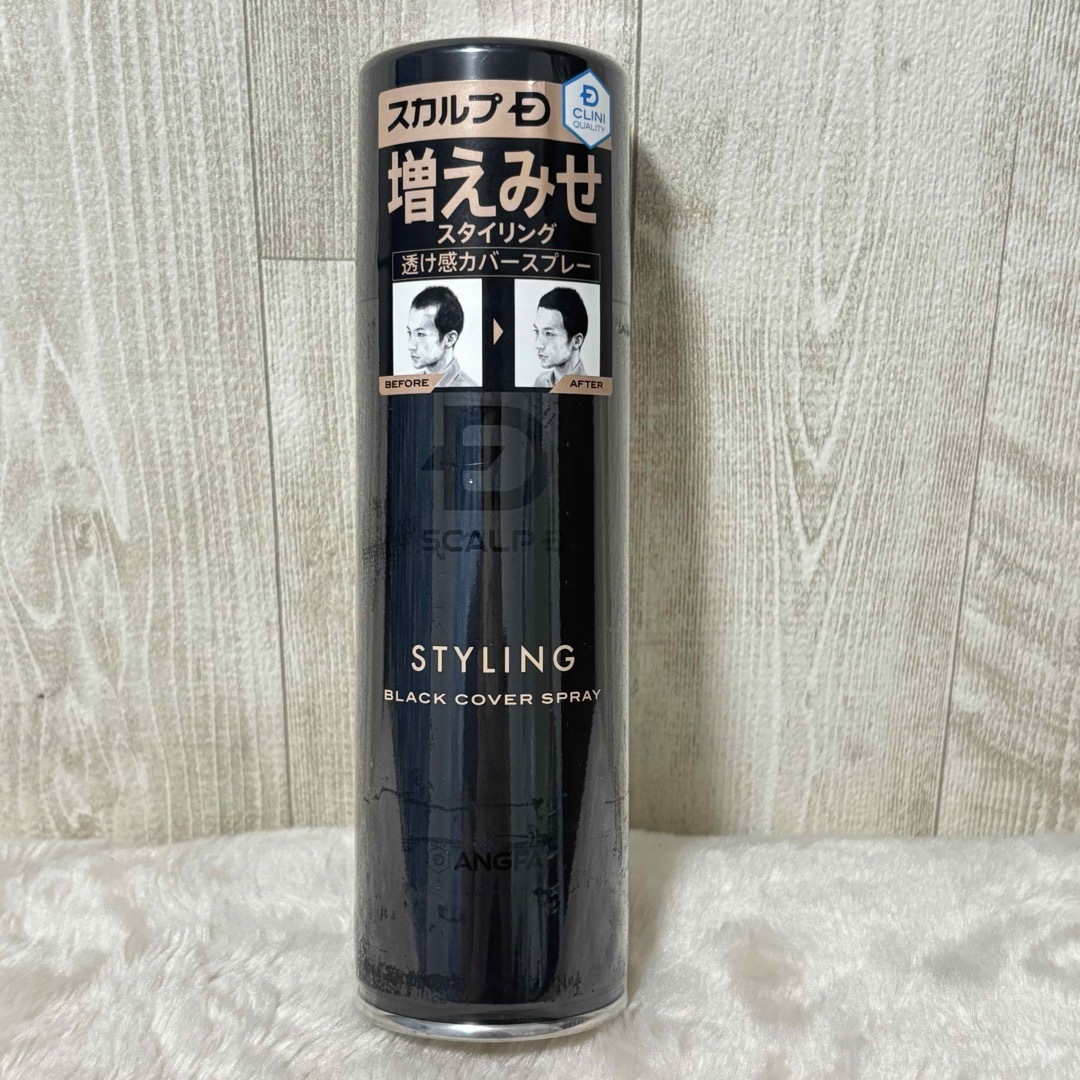 スカルプD
CLINI
QUALITY
増えみせ
スタイリング
透け感カバースプレー
BEFORE
AFTER
SCALP D
STYLING
BLACK COVER SPRAY
ANGFA